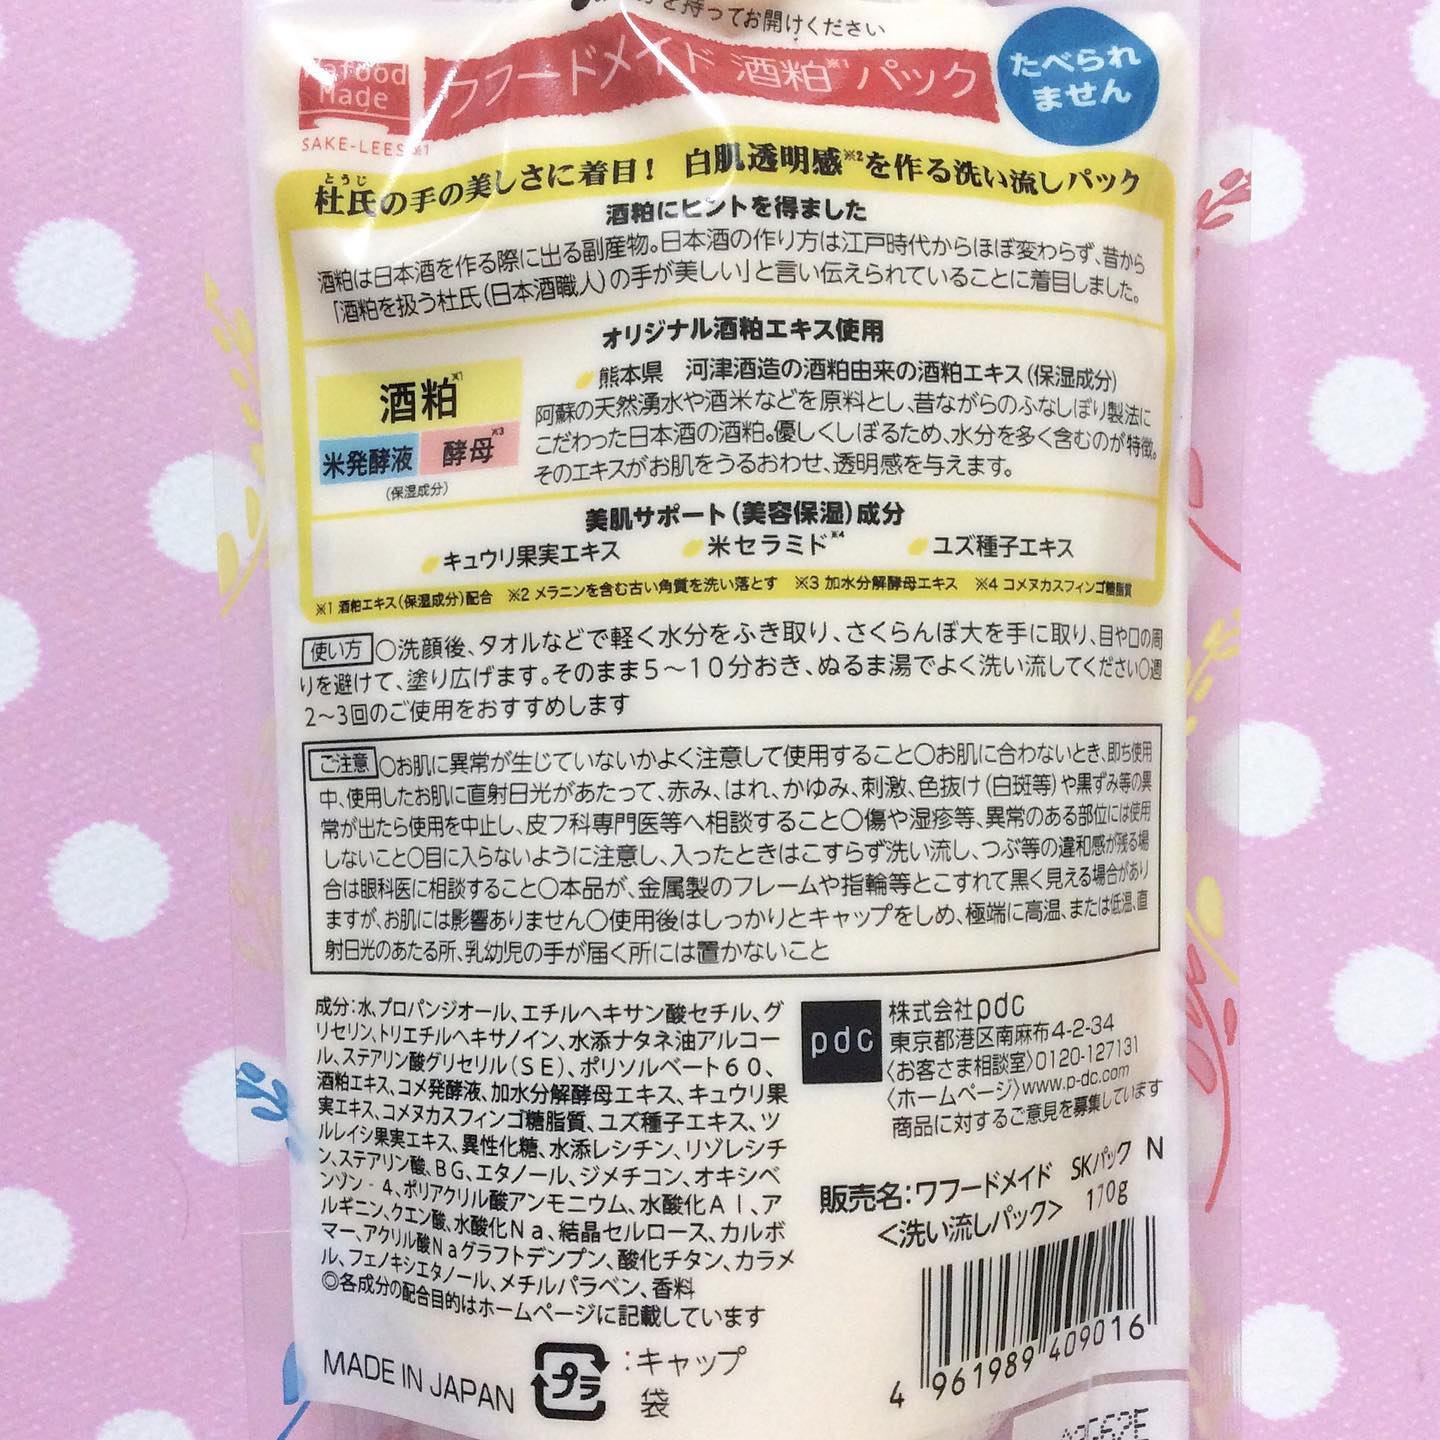 を持ってお開けください
Wafood
Made
SAKE-LEES※1
ワフードメイド 酒粕※1 パック
たべられ
ません
とうじ
杜氏の手の美しさに着目! 白肌透明感※2を作る洗い流しパック
酒粕にヒントを得ました
酒粕は日本酒を作る際に出る副産物。日本酒の作り方は江戸時代からほぼ変わらず、昔から
「酒粕を扱う杜氏(日本酒職人)の手が美しい」と言い伝えられていることに着目しました。
オリジナル酒粕エキス使用
酒粕※1
米発酵液
酵母※3
(保湿成分)
熊本県 河津酒造の酒粕由来の酒粕エキス(保湿成分)
阿蘇の天然湧水や酒米などを原料とし、昔ながらのふなしぼり製法に
こだわった日本酒の酒粕。優しくしぼるため、水分を多く含むのが特徴。
そのエキスがお肌をうるおわせ、透明感を与えます。
美肌サポート(美容保湿)成分
キュウリ果実エキス 米セラミド※4 ユズ種子エキス
※1 酒粕エキス(保湿成分)配合 ※2 メラニンを含む古い角質を洗い落とす ※3 加水分解酵母エキス ※4 コメヌカスフィンゴ糖脂質
使い方 ○洗顔後、タオルなどで軽く水分をふき取り、さくらんぼ大を手に取り、目や口の周
りを避けて、塗り広げます。そのまま5～10分おき、ぬるま湯でよく洗い流してください○週
2～3回のご使用をおすすめします
ご注意 ○お肌に異常が生じていないかよく注意して使用すること○お肌に合わないとき、即ち使用
中、使用したお肌に直射日光があたって、赤み、はれ、かゆみ、刺激、色抜け(白斑等)や黒ずみ等の異
常が出たら使用を中止し、皮フ科専門医等へ相談すること○傷や湿疹等、異常のある部位には使用
しないこと○目に入らないように注意し、入ったときはこすらず洗い流し、つぶ等の違和感が残る場
合は眼科医に相談すること○本品が、金属製のフレームや指輪等とこすれて黒く見える場合があり
ますが、お肌には影響ありません○使用後はしっかりとキャップをしめ、極端に高温、または低温、直
射日光のあたる所、乳幼児の手が届く所には置かないこと
成分:水、プロパンジオール、エチルヘキサン酸セチル、グ
リセリン、トリエチルヘキサノイン、水添ナタネ油アルコー
ル、ステアリン酸グリセリル(SE)、ポリソルベート60、
酒粕エキス、コメ発酵液、加水分解酵母エキス、キュウリ果
実エキス、コメヌカスフィンゴ糖脂質、ユズ種子エキス、ツ
ルレイシ果実エキス、異性化糖、水添レシチン、リゾレシチ
ン、ステアリン酸、BG、エタノール、ジメチコン、オキシベ
ンゾン-4、ポリアクリル酸アンモニウム、水酸化Al、ア
ルギニン、クエン酸、水酸化Na、結晶セルロース、カルボ
マー、アクリル酸Naグラフトデンプン、酸化チタン、カラメ
ル、フェノキシエタノール、メチルパラベン、香料
◎各成分の配合目的はホームページに記載しています
pdc
株式会社pdc
東京都港区南麻布4-2-34
〈お客さま相談室〉0120-127131
〈ホームページ〉www.p-dc.com
商品に対するご意見を募集しています
販売名:ワフードメイド SKパック N
<洗い流しパック> 170g
4 961989 409016
MADE IN JAPAN
プラ
:キャップ
袋